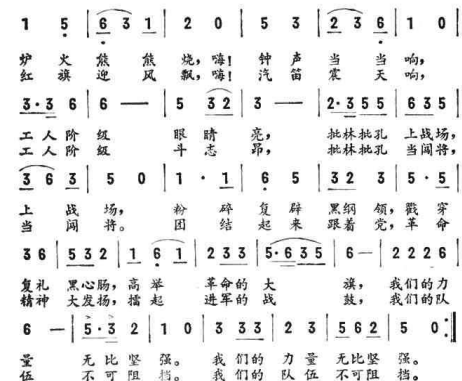 1 5 | 6 3 1 | 2 0 | 5 3 | 2 3 6 | 1 0 |
炉火熊熊烧,嗨!钟声当当响,
红旗迎风飘,嗨!汽笛震天响,
3·3 6 | 6 — | 5 32 | 3 — | 2·3 5 5 | 6 3 5 |
工人阶级眼睛亮,批林批孔上战场,
工人阶级斗志昂,批林批孔当闯将,
3 6 3 | 5 0 | 1 · 1 | 6 5 | 32 3 | 5 · 5 |
上战场,粉碎复辟黑纲领,戳穿
当闯将。团结起来跟着党,革命
3 6 | 5 3 2 | 1 6 1 | 2 3 3 | 5·6 3 5 | 6 — | 2 2 2 6 |
复礼黑心肠,高举革命的大旗,我们的力
精神大发扬,擂起进军的战鼓,我们的队
6 — | 5·3 2 | 1 0 | 3 3 3 | 2 3 | 5 6 2 | 5 0 :‖
量无比坚强。我们的力量无比坚强。
伍不可阻挡。我们的队伍不可阻挡。